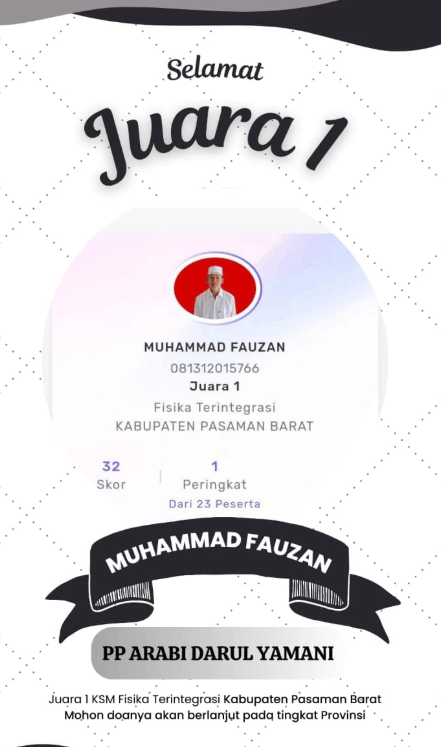 Selamat
Juara 1
MUHAMMAD FAUZAN
081312015766
Juara 1
Fisika Terintegrasi
KABUPATEN PASAMAN BARAT
32 1
Skor Peringkat
Dari 23 Peserta
MUHAMMAD FAUZAN
PP ARABI DARUL YAMANI
Juara 1 KSM Fisika Terintegrasi Kabupaten Pasaman Barat
Mohon doanya akan berlanjut pada tingkat Provinsi